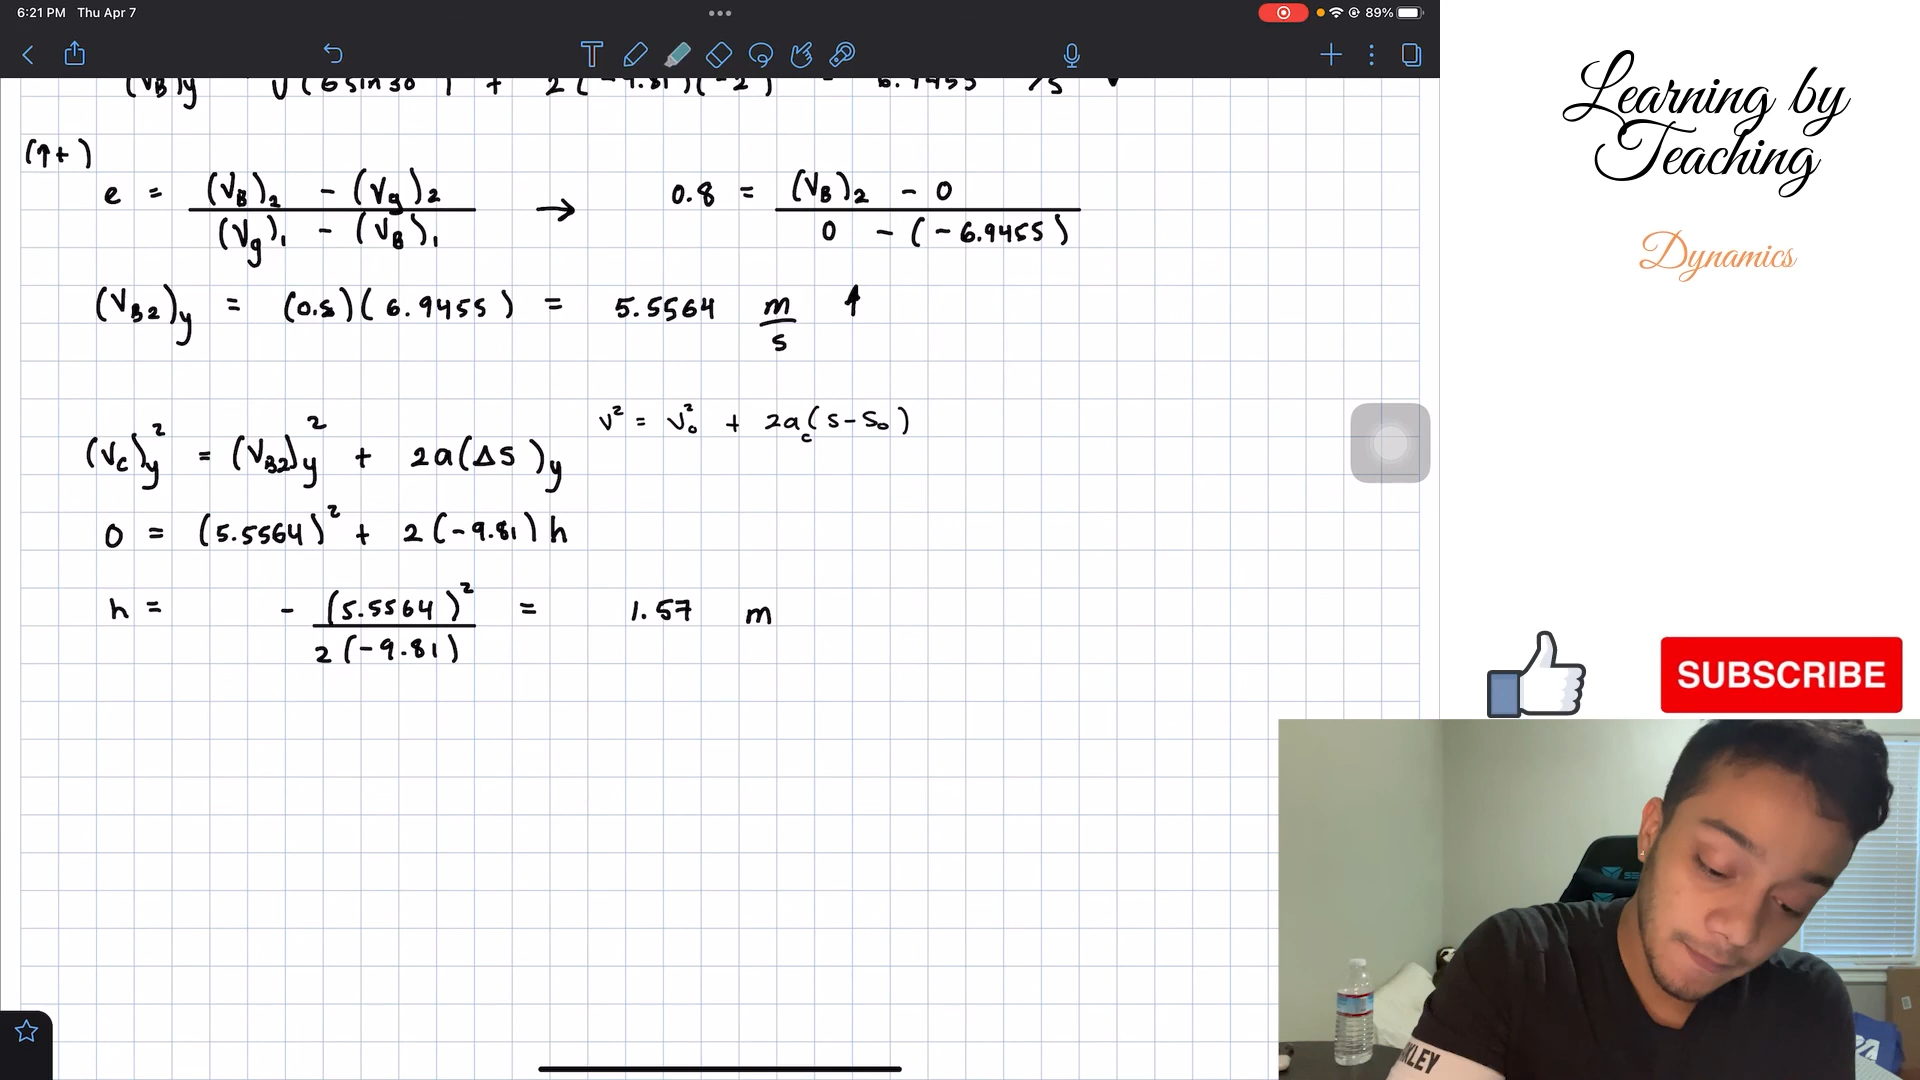 6:21 PM Thu Apr 7
89%
(↑+)
e = (V_B)_2 - (V_g)_2 / (V_g)_1 - (V_B)_1 → 0.8 = (V_B)_2 - 0 / 0 - (-6.9455)
(V_B2)_y = (0.8)(6.9455) = 5.5564 m/s ↑
v² = v_0² + 2a_c(s-s_0)
(V_C)_y² = (V_B2)_y² + 2a(Δs)_y
0 = (5.5564)² + 2(-9.81)h
h = - (5.5564)² / 2(-9.81) = 1.57 m
Learning by
Teaching
Dynamics
SUBSCRIBE
KLEY